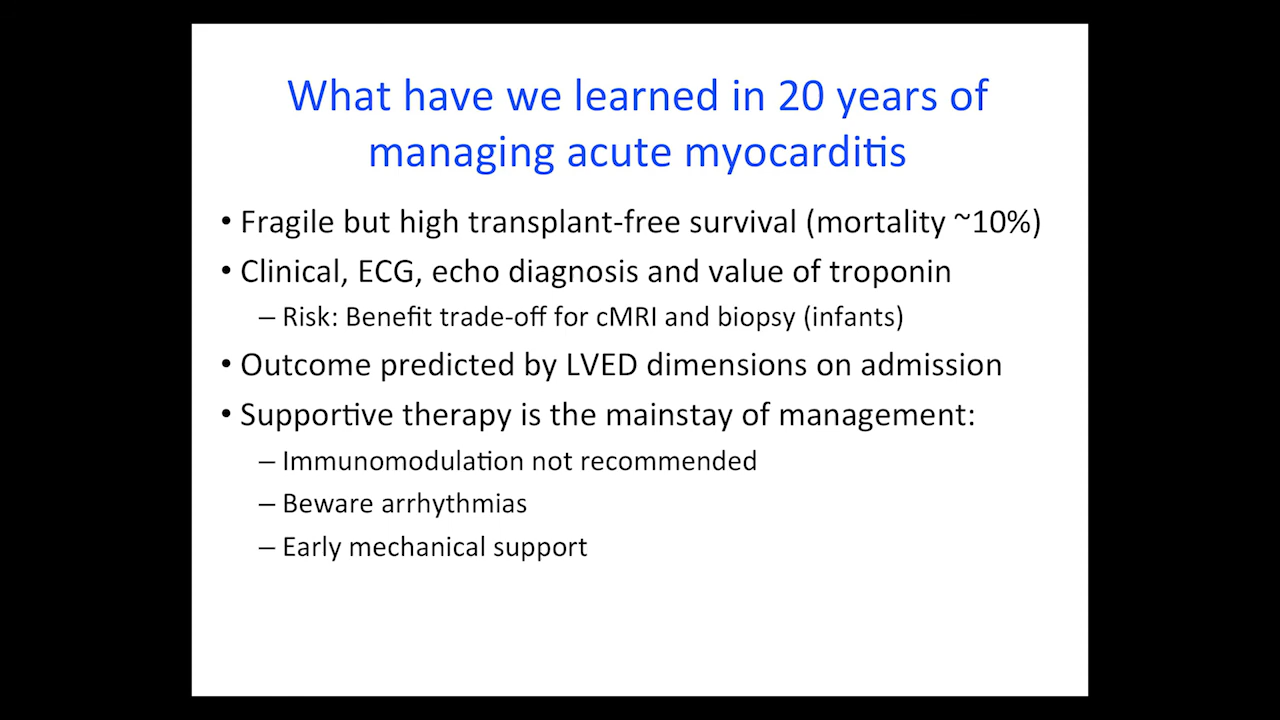 What have we learned in 20 years of
managing acute myocarditis
• Fragile but high transplant-free survival (mortality ~10%)
• Clinical, ECG, echo diagnosis and value of troponin
– Risk: Benefit trade-off for cMRI and biopsy (infants)
• Outcome predicted by LVED dimensions on admission
• Supportive therapy is the mainstay of management:
– Immunomodulation not recommended
– Beware arrhythmias
– Early mechanical support